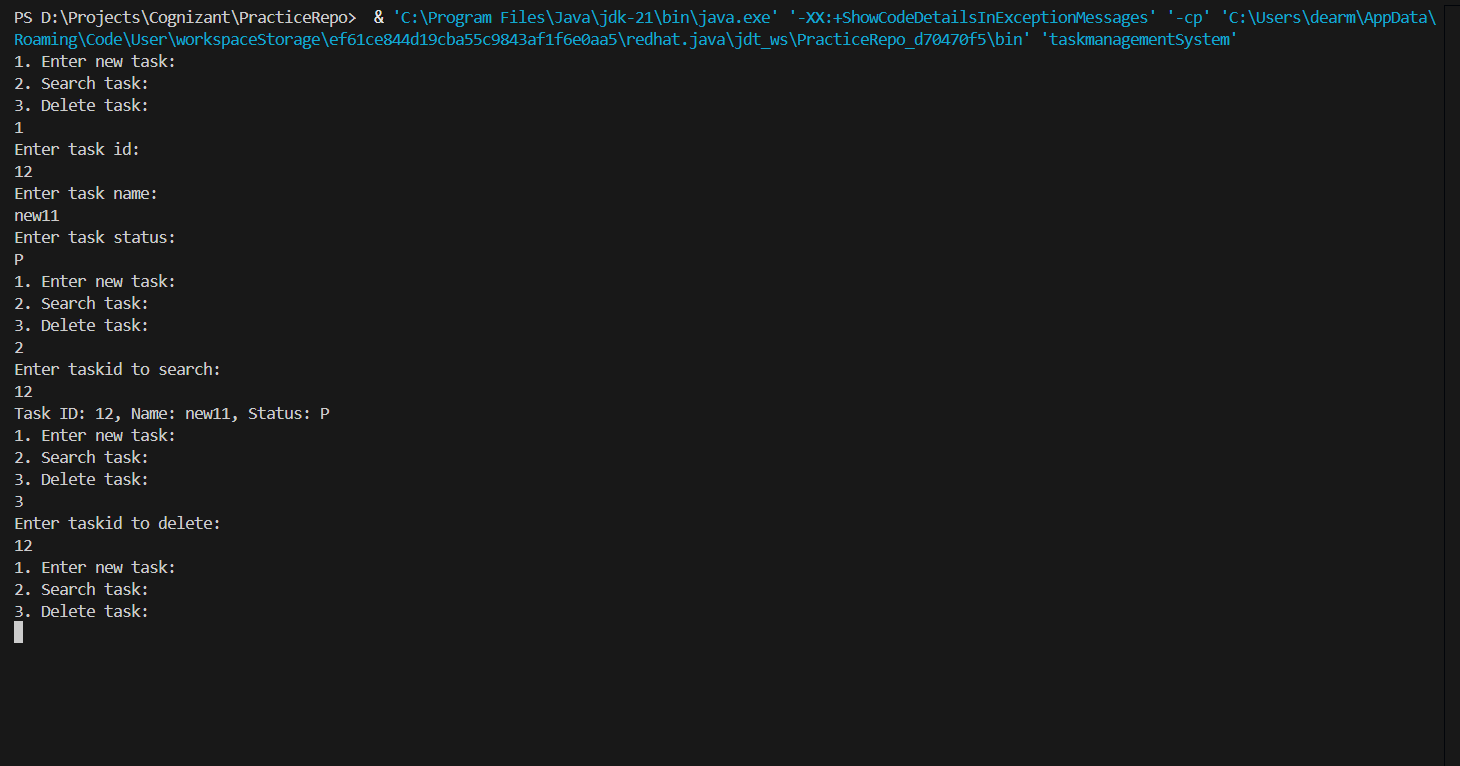 PS D:\Projects\Cognizant\PracticeRepo>  & 'C:\Program Files\Java\jdk-21\bin\java.exe' '-XX:+ShowCodeDetailsInExceptionMessages' '-cp' 'C:\Users\dearm\AppData\
Roaming\Code\User\workspaceStorage\ef61ce844d19cba55c9843af1f6e0aa5\redhat.java\jdt_ws\PracticeRepo_d70470f5\bin' 'taskmanagementSystem'
1. Enter new task:
2. Search task:
3. Delete task:
1
Enter task id:
12
Enter task name:
new11
Enter task status:
P
1. Enter new task:
2. Search task:
3. Delete task:
2
Enter taskid to search:
12
Task ID: 12, Name: new11, Status: P
1. Enter new task:
2. Search task:
3. Delete task:
3
Enter taskid to delete:
12
1. Enter new task:
2. Search task:
3. Delete task: